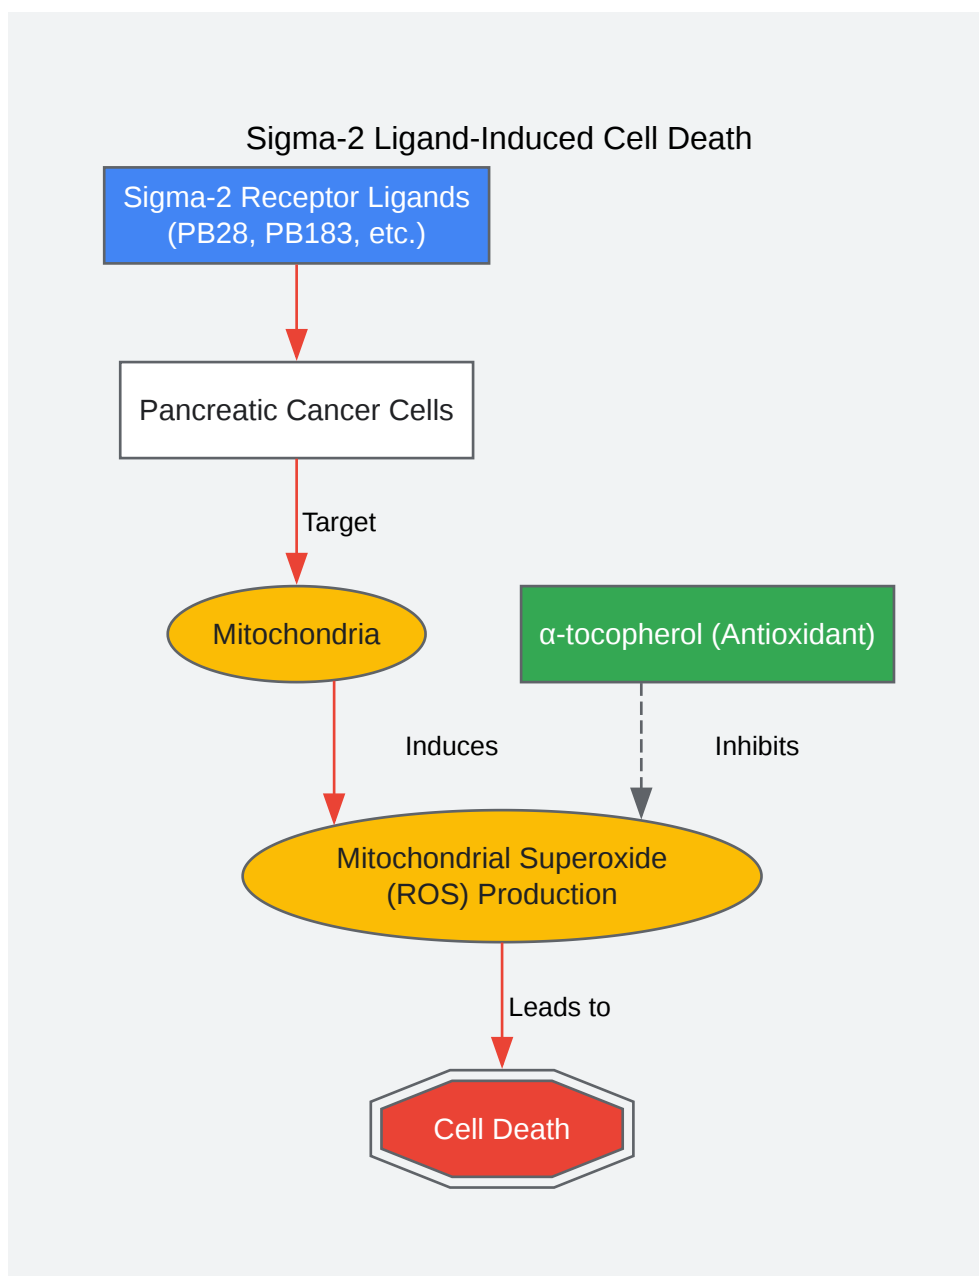 Sigma-2 Ligand-Induced Cell Death
Sigma-2 Receptor Ligands
(PB28, PB183, etc.)
Pancreatic Cancer Cells
Target
Mitochondria
α-tocopherol (Antioxidant)
Induces
Inhibits
Mitochondrial Superoxide
(ROS) Production
Leads to
Cell Death